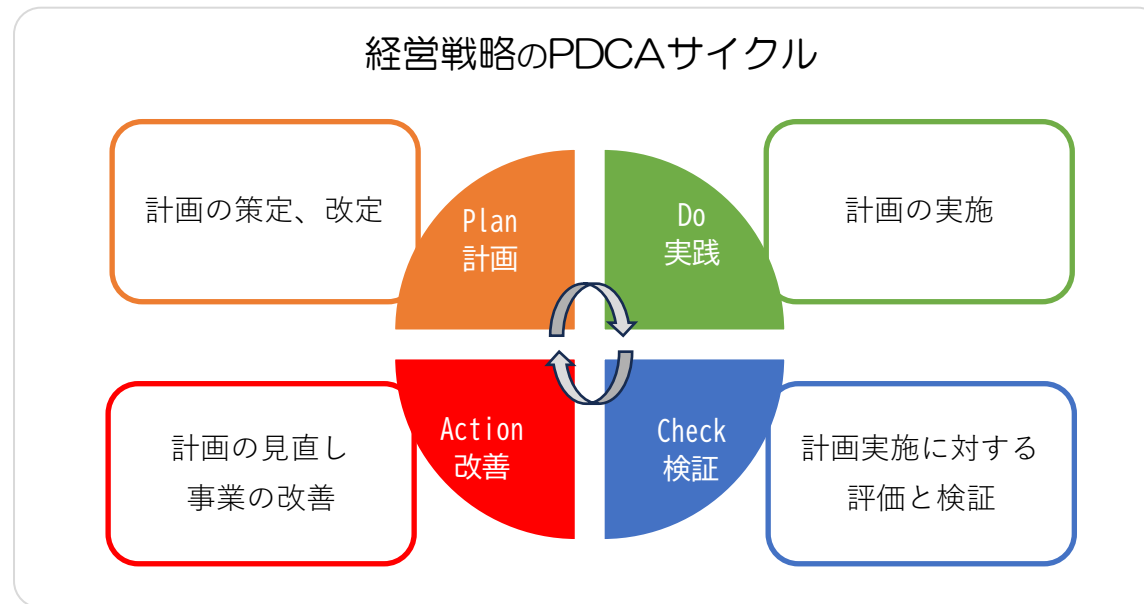 経営戦略のPDCAサイクル
計画の策定、改定
Plan
計画
Do
実践
計画の実施
計画の見直し
事業の改善
Action
改善
Check
検証
計画実施に対する
評価と検証